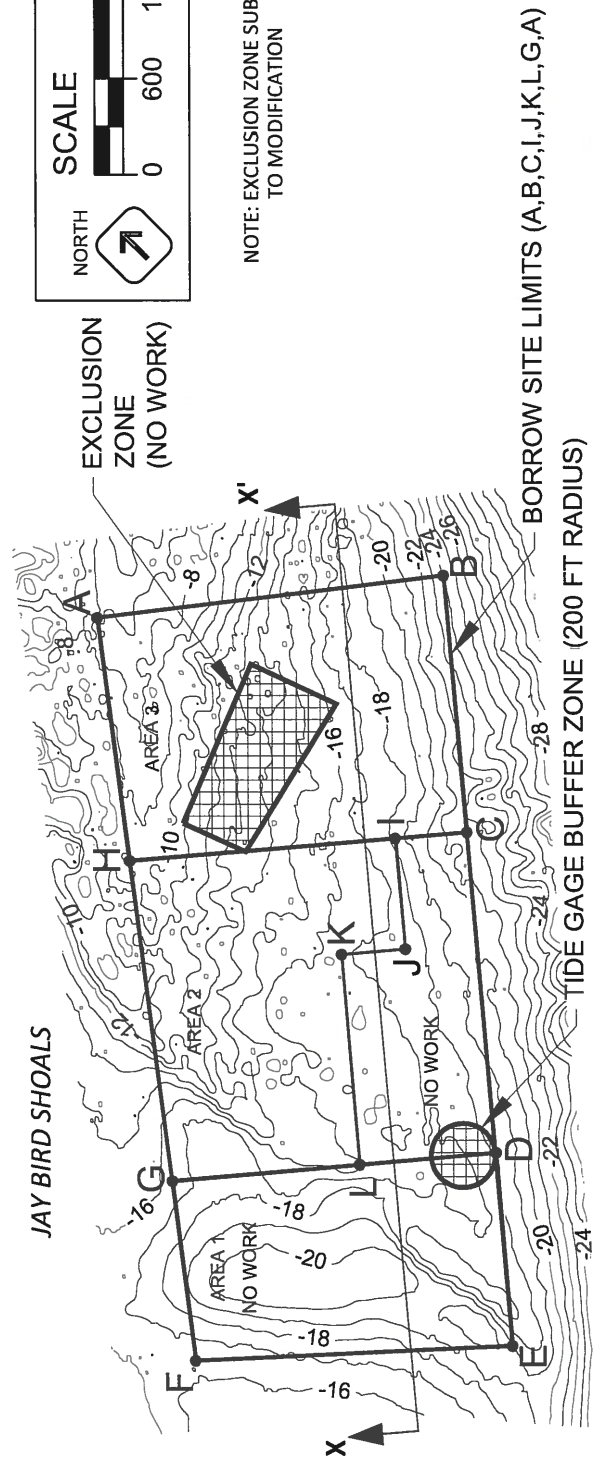 JAY BIRD SHOALS
SCALE
0
600
1
NORTH
NOTE: EXCLUSION ZONE SUB
TO MODIFICATION
EXCLUSION
ZONE
(NO WORK)
BORROW SITE LIMITS (A,B,C,I,J,K,L,G,A)
TIDE GAGE BUFFER ZONE (200 FT RADIUS)
X
X'
A
B
C
D
E
F
G
H
I
J
K
L
AREA 1
NO WORK
AREA 2
NO WORK
AREA 3
-8
-8
-12
-20
-22
-24
-26
-18
-16
10
-28
-24
-10
-22
-16
-18
-20
-18
-16
-22
-20
-24